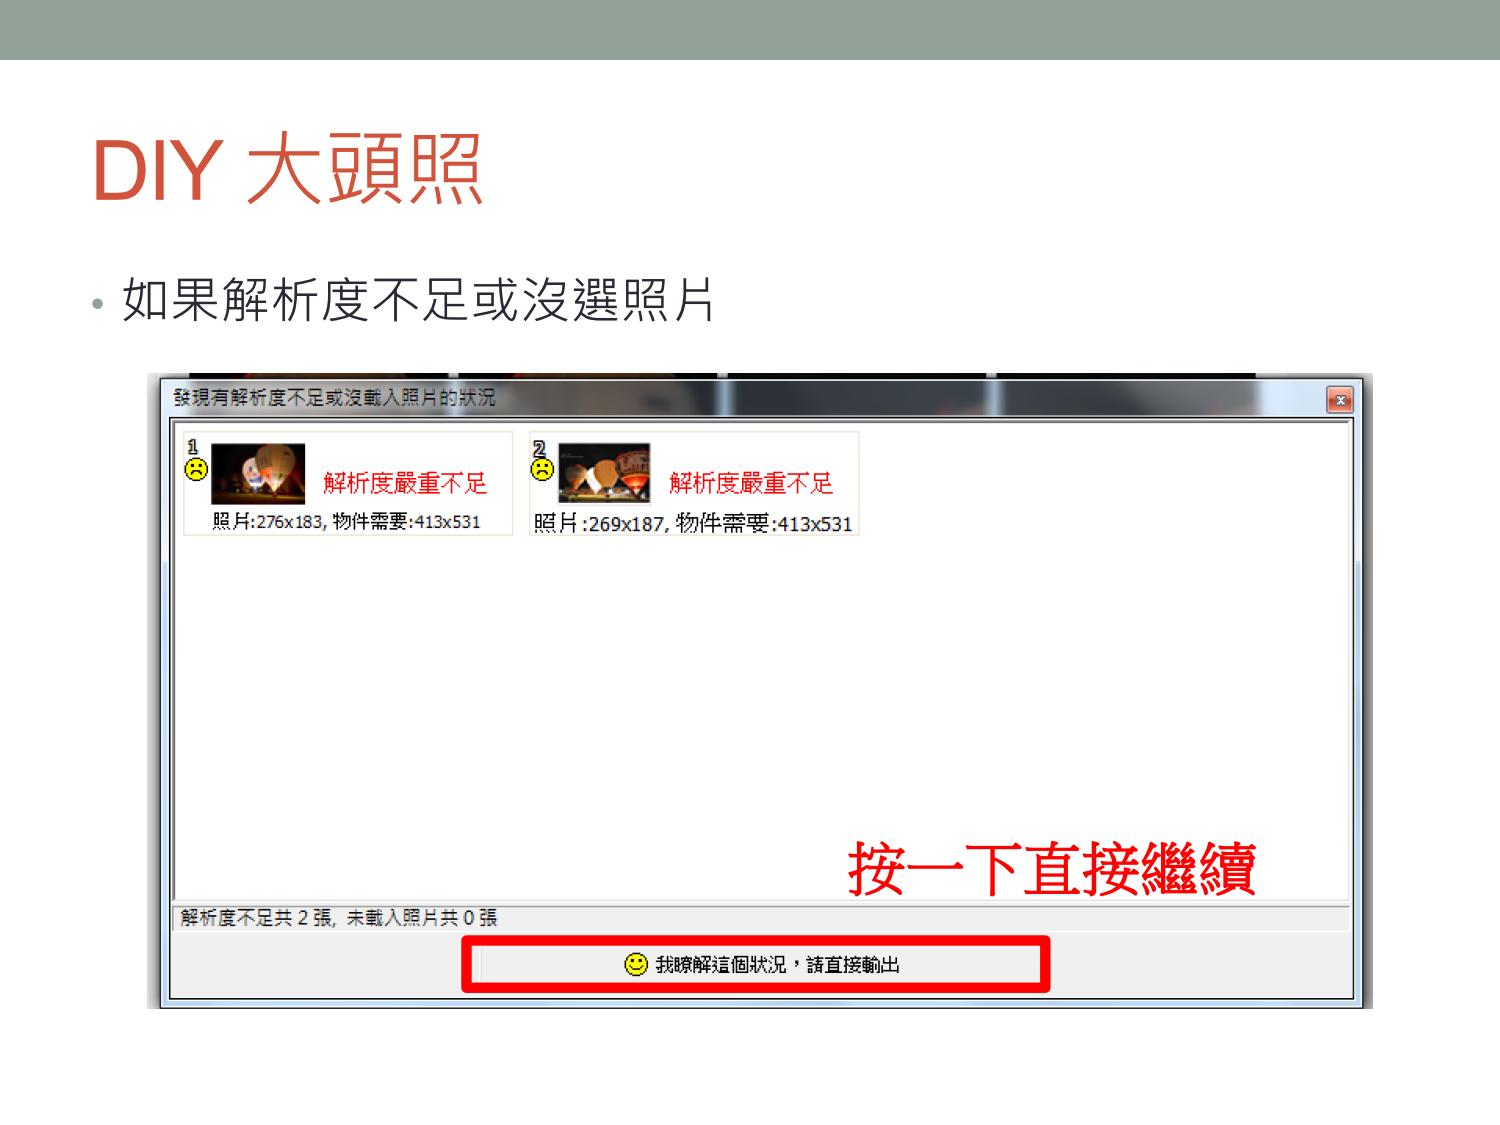 DIY 大頭照
• 如果解析度不足或沒選照片
發現有解析度不足或沒載入照片的狀況
1
解析度嚴重不足
照片:276x183, 物件需要:413x531
2
解析度嚴重不足
照片:269x187, 物件需要:413x531
按一下直接繼續
解析度不足共 2 張, 未載入照片共 0 張
我瞭解這個狀況，請直接輸出